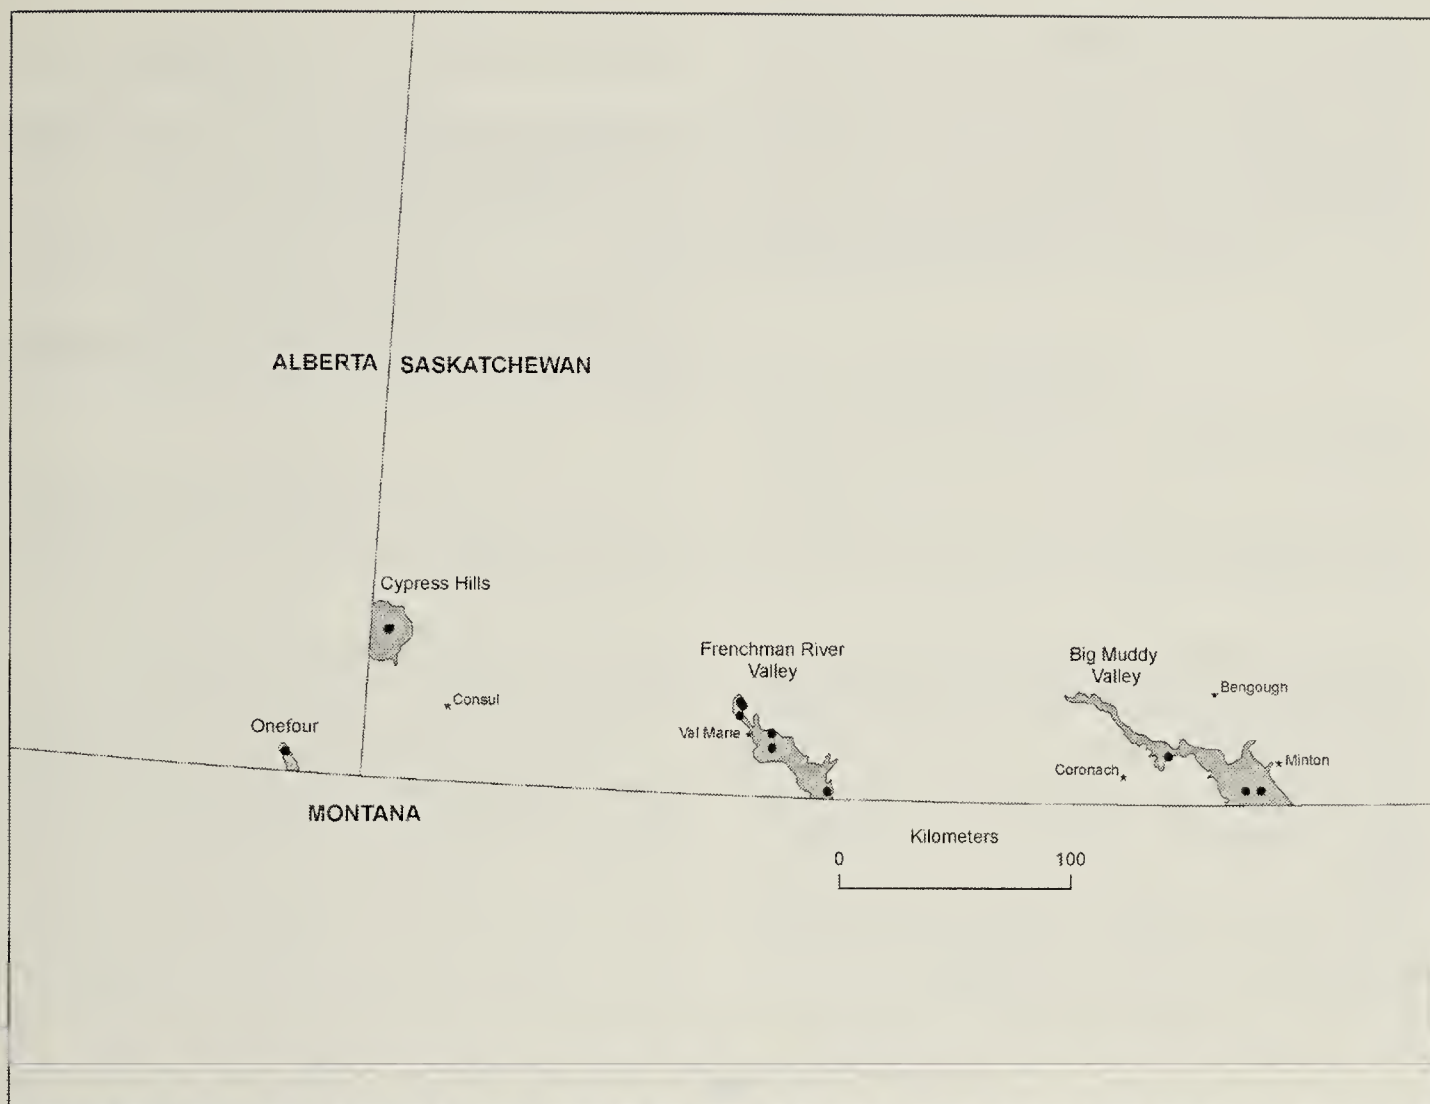 ALBERTA SASKATCHEWAN
Cypress Hills
Frenchman River
Valley
Big Muddy
Valley
Bengough
Consul
Onefour
Val Marie
Coronach
Minton
MONTANA
Kilometers
0 100